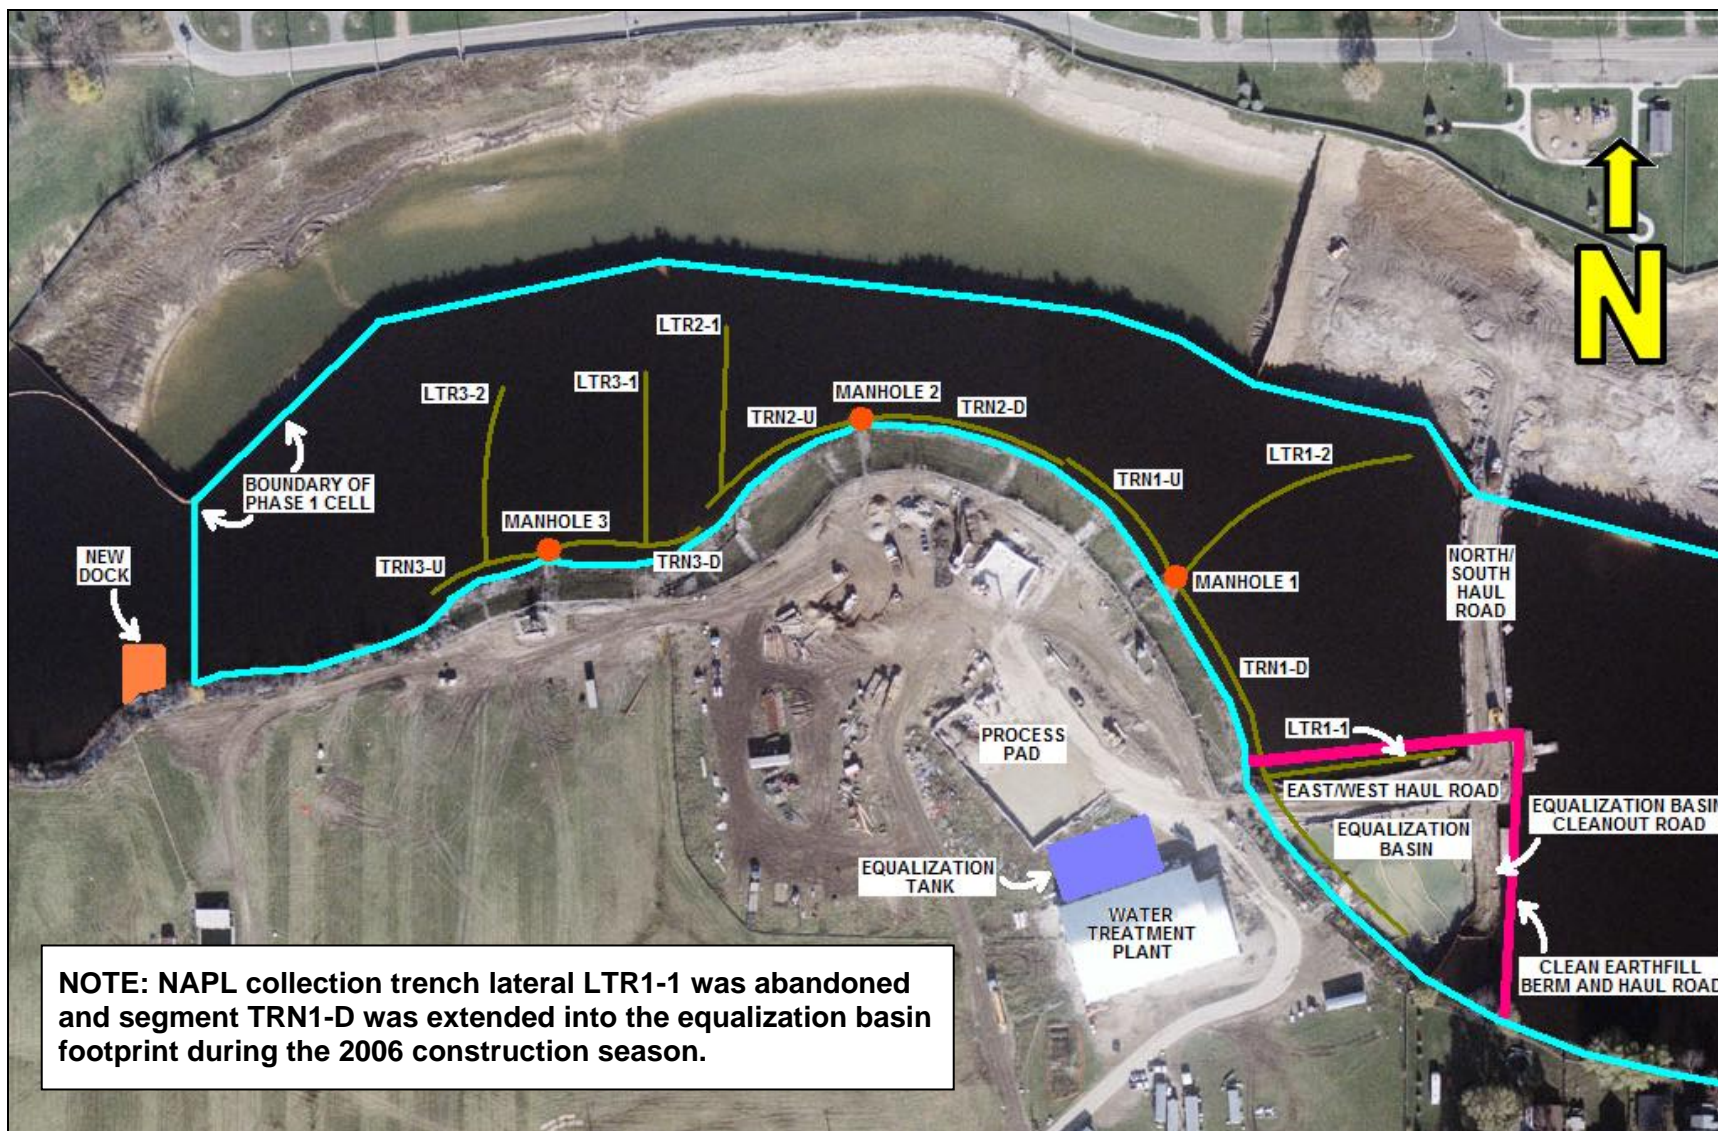 N
LTR2-1
LTR3-2
LTR3-1
MANHOLE 2
TRN2-U
TRN2-D
LTR1-2
TRN1-U
BOUNDARY OF
PHASE 1 CELL
MANHOLE 3
NEW
DOCK
TRN3-U
TRN3-D
MANHOLE 1
NORTH/
SOUTH
HAUL
ROAD
TRN1-D
LTR1-1
PROCESS
PAD
EAST/WEST HAUL ROAD
EQUALIZATION BASIN
CLEANOUT ROAD
EQUALIZATION
BASIN
EQUALIZATION
TANK
WATER
TREATMENT
PLANT
CLEAN EARTHFILL
BERM AND HAUL ROAD
NOTE: NAPL collection trench lateral LTR1-1 was abandoned
and segment TRN1-D was extended into the equalization basin
footprint during the 2006 construction season.